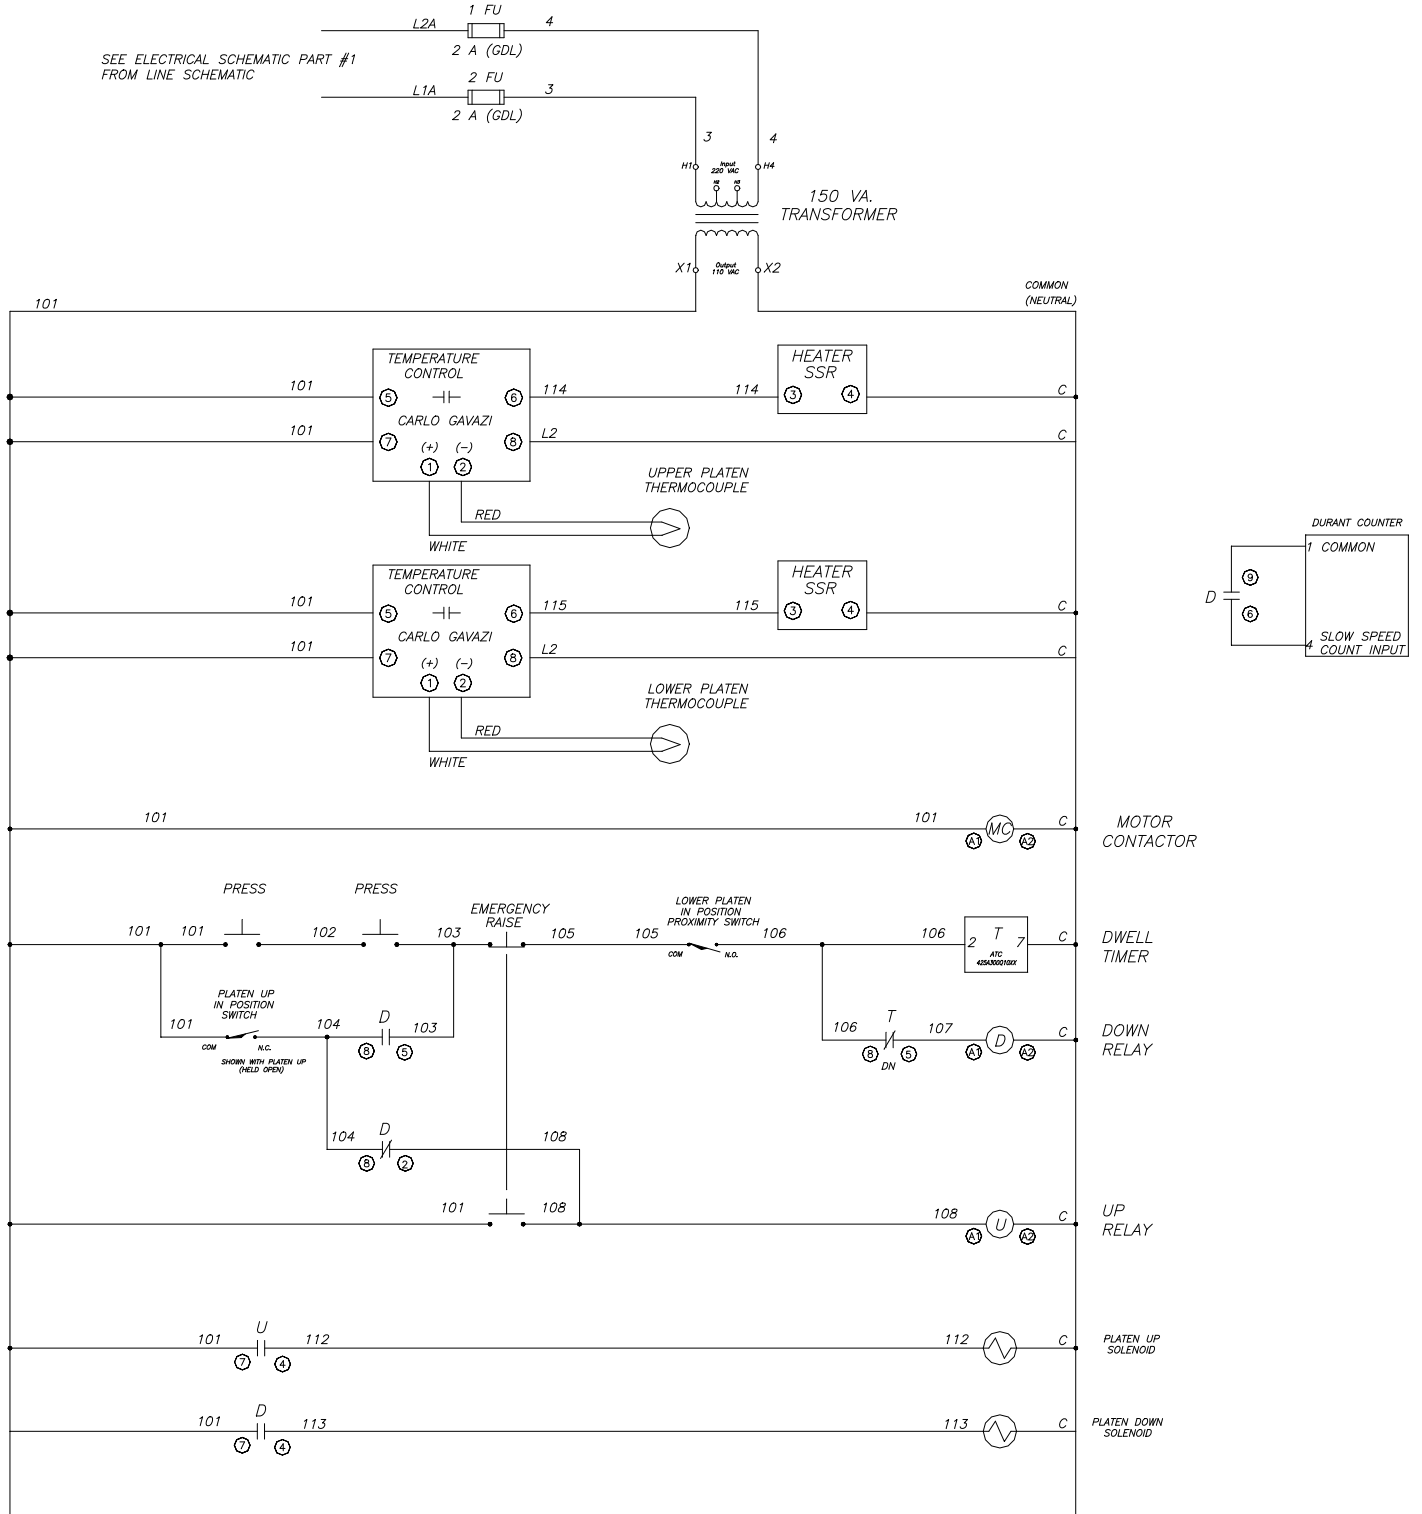 1 FU
L2A
4
2 A (GDL)
SEE ELECTRICAL SCHEMATIC PART #1
FROM LINE SCHEMATIC
2 FU
L1A
3
2 A (GDL)
3
4
H1
Input
220 VAC
H4
H2
H3
150 VA.
TRANSFORMER
X1
Output
110 VAC
X2
COMMON
(NEUTRAL)
101
TEMPERATURE
CONTROL
HEATER
SSR
101
5
6
114
114
3
4
C
CARLO GAVAZI
101
7
8
L2
C
(+)
(-)
1
2
UPPER PLATEN
THERMOCOUPLE
RED
WHITE
DURANT COUNTER
1 COMMON
9
D
6
4
SLOW SPEED
COUNT INPUT
TEMPERATURE
CONTROL
HEATER
SSR
101
5
6
115
115
3
4
C
CARLO GAVAZI
101
7
8
L2
C
(+)
(-)
1
2
LOWER PLATEN
THERMOCOUPLE
RED
WHITE
101
101
MC
C
A1
A2
MOTOR
CONTACTOR
PRESS
PRESS
EMERGENCY
RAISE
LOWER PLATEN
IN POSITION
PROXIMITY SWITCH
101
101
102
103
105
105
106
106
COM
N.O.
2
T
7
ATC
425A300Q10XX
C
DWELL
TIMER
PLATEN UP
IN POSITION
SWITCH
101
104
D
103
COM
N.C.
8
5
SHOWN WITH PLATEN UP
(HELD OPEN)
106
T
107
D
C
8
5
A1
A2
DN
DOWN
RELAY
104
D
108
8
2
101
108
108
U
C
A1
A2
UP
RELAY
101
U
112
112
C
7
4
PLATEN UP
SOLENOID
101
D
113
113
C
7
4
PLATEN DOWN
SOLENOID